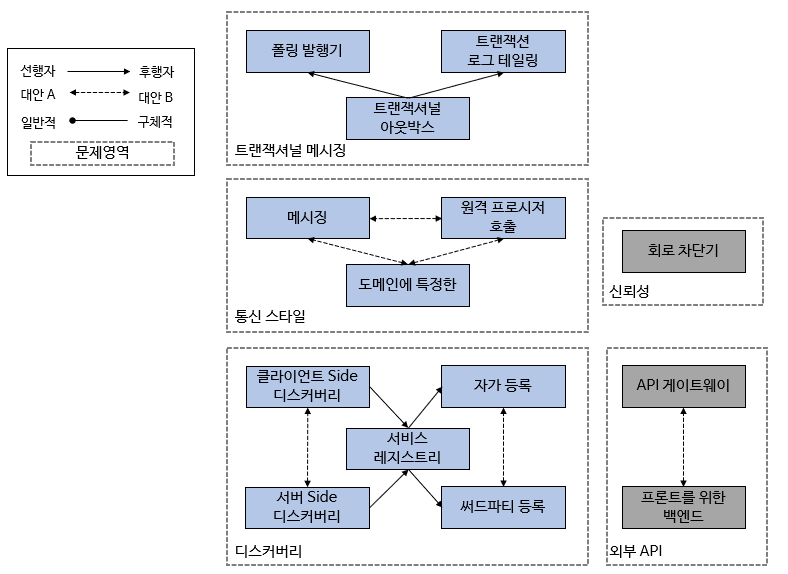 선행자 후행자
대안 A 대안 B
일반적 구체적
문제영역
폴링 발행기
트랜잭션
로그 테일링
트랜잭셔널
아웃박스
트랜잭셔널 메시징
메시징
원격 프로시저
호출
도메인에 특정한
통신 스타일
회로 차단기
신뢰성
클라이언트 Side
디스커버리
자가 등록
서비스
레지스트리
서버 Side
디스커버리
써드파티 등록
디스커버리
API 게이트웨이
프론트를 위한
백엔드
외부 API